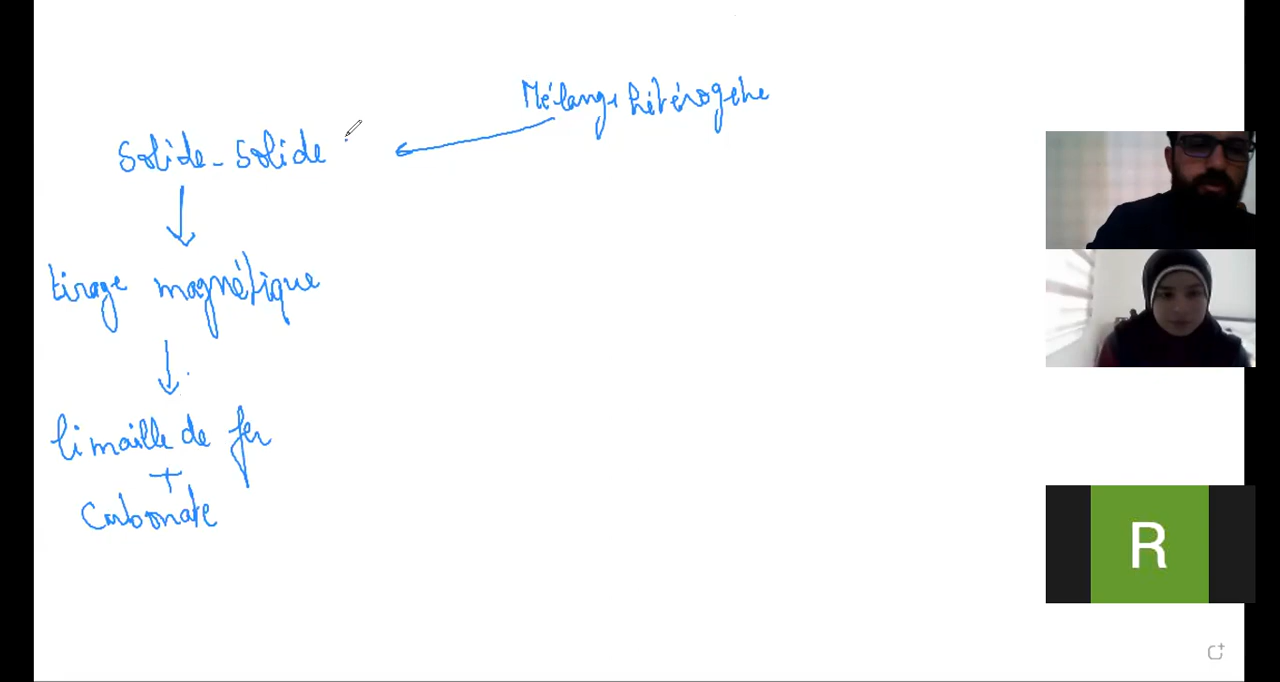 Mélange hétérogène
Solide - Solide
tirage magnétique
limaille de fer
+
Carbonate
R